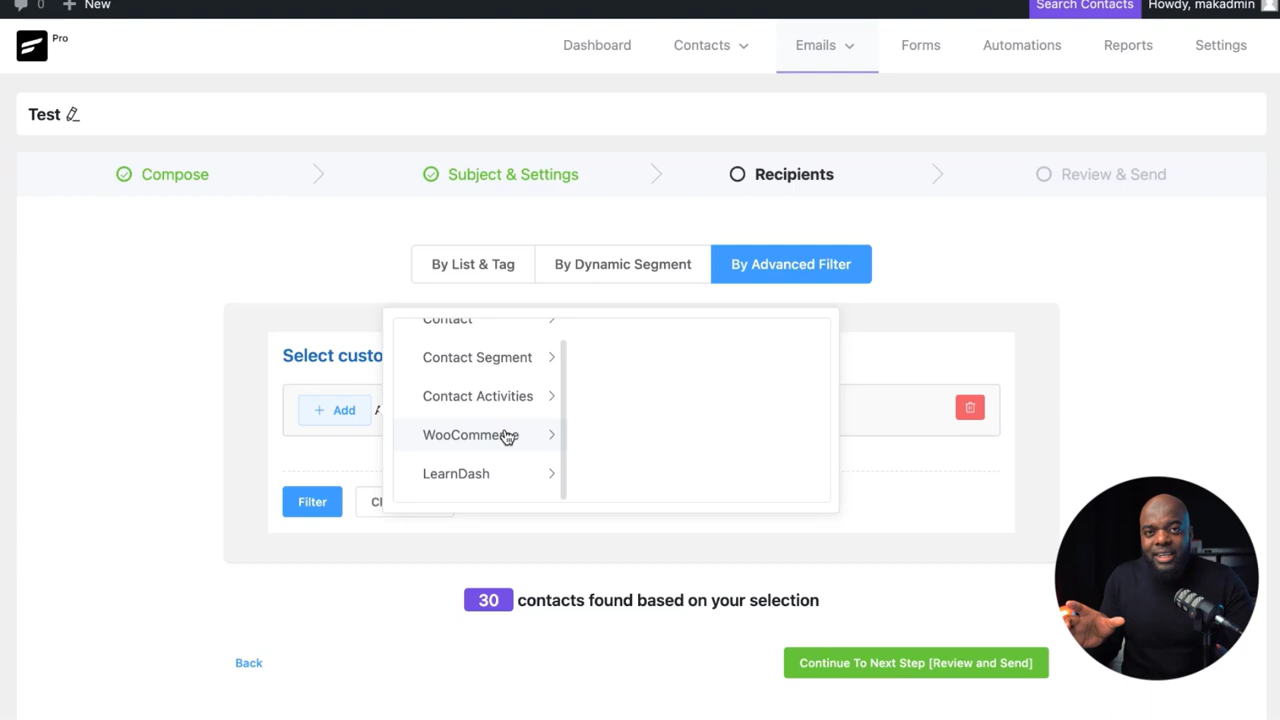 0 New Search Contacts Howdy, makadmin
Pro Dashboard Contacts Emails Forms Automations Reports Settings
Test
Compose Subject & Settings Recipients Review & Send
By List & Tag By Dynamic Segment By Advanced Filter
Contact
Select custo
Contact Segment
Contact Activities
+ Add
WooCommerce
LearnDash
Filter
30 contacts found based on your selection
Back Continue To Next Step [Review and Send]